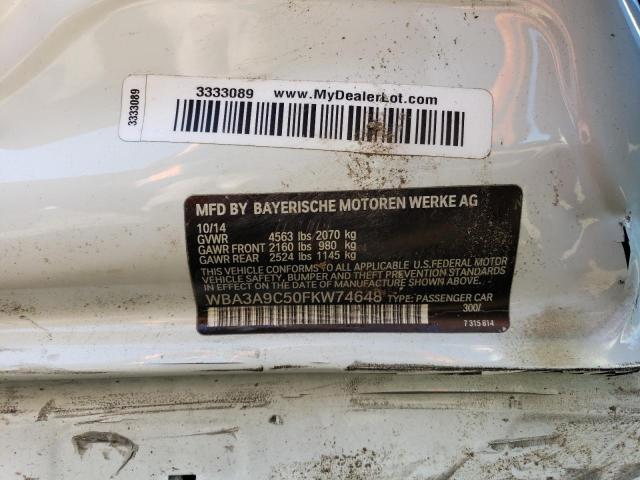 3333089
3333089 www.MyDealerLot.com
MFD BY BAYERISCHE MOTOREN WERKE AG
10/14
GVWR 4563 lbs 2070 kg
GAWR FRONT 2160 lbs 980 kg
GAWR REAR 2524 lbs 1145 kg
THIS VEHICLE CONFORMS TO ALL APPLICABLE U.S.FEDERAL MOTOR
VEHICLE SAFETY, BUMPER AND THEFT PREVENTION STANDARDS
IN EFFECT ON THE DATE OF MANUFACTURE SHOWN ABOVE.
WBA3A9C50FKW74648 TYPE: PASSENGER CAR
300/
7 315 814